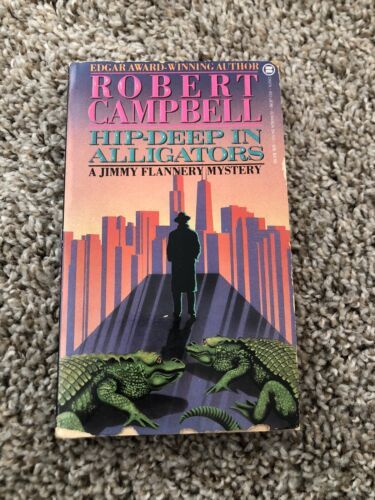 EDGAR AWARD-WINNING AUTHOR
ROBERT
CAMPBELL
HIP-DEEP IN
ALLIGATORS
A JIMMY FLANNERY MYSTERY